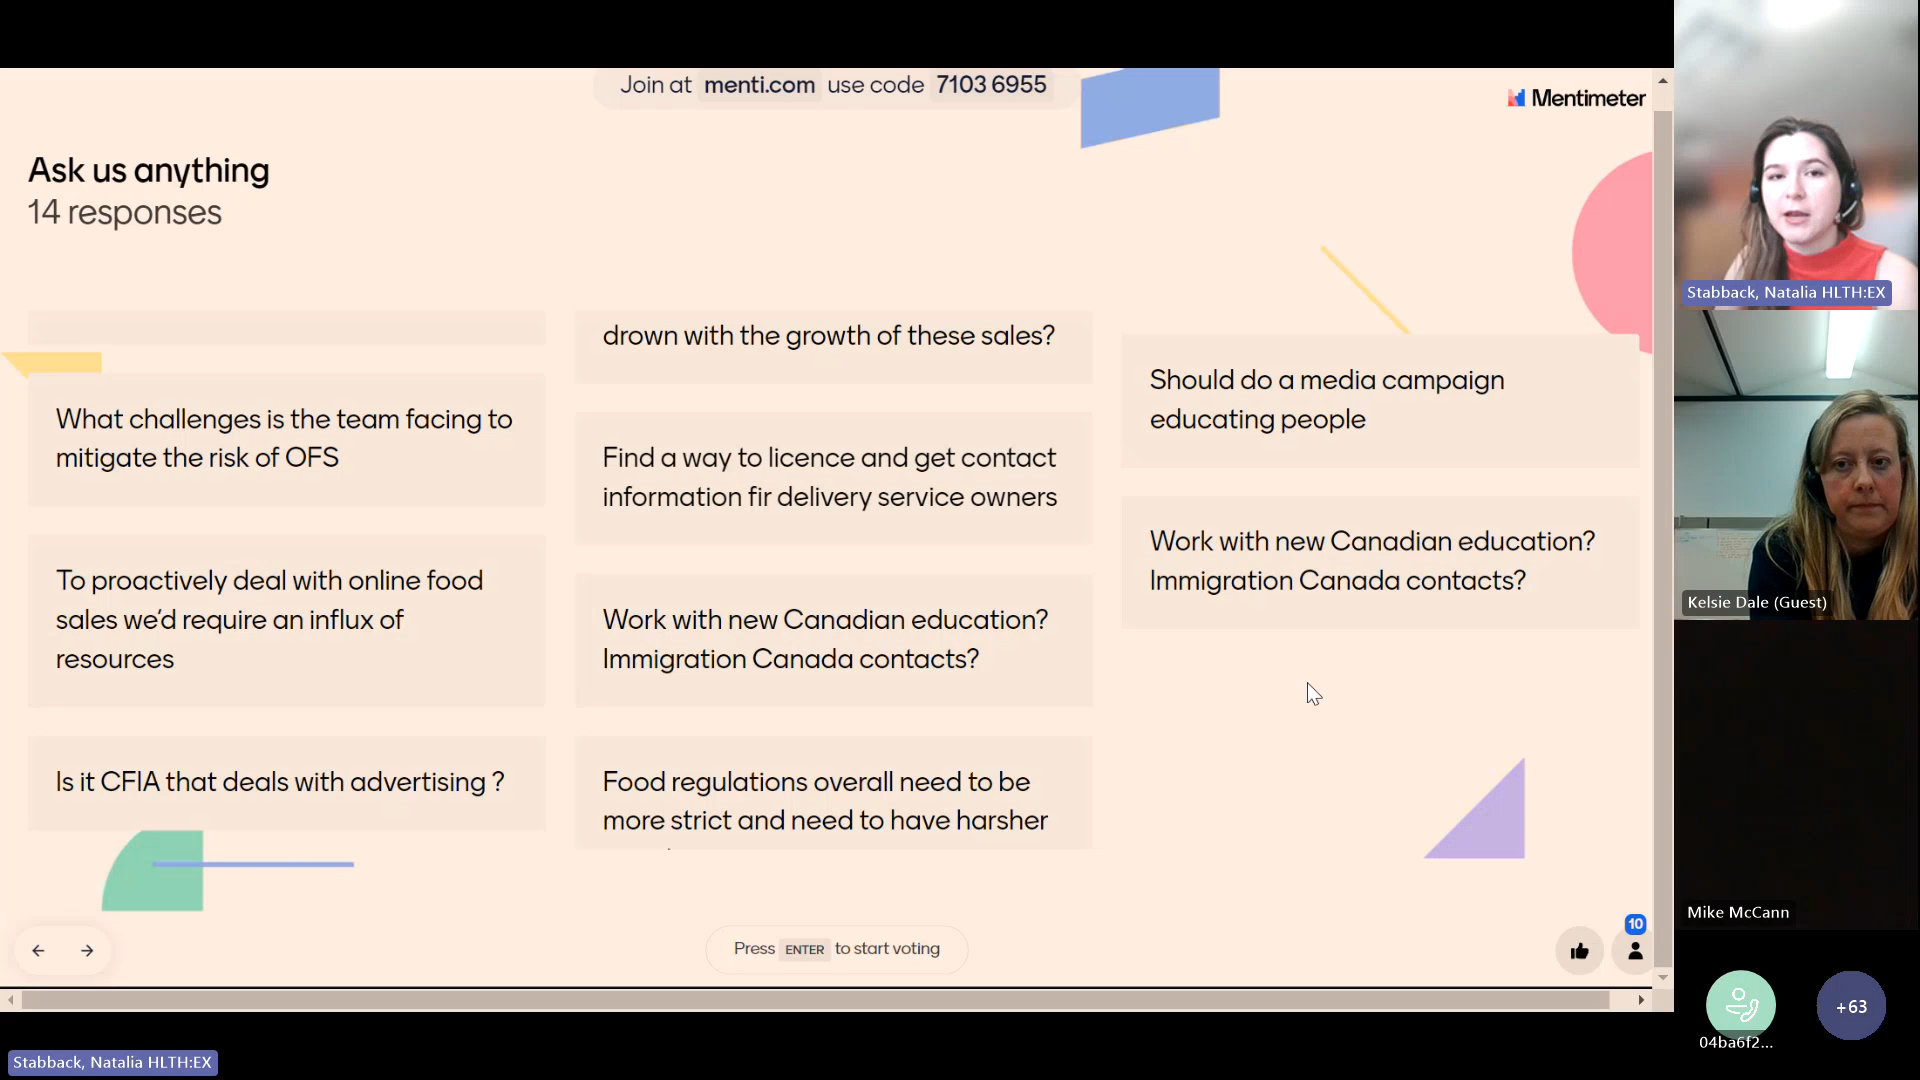 Join at menti.com use code 7103 6955
Mentimeter
Ask us anything
14 responses
What challenges is the team facing to
mitigate the risk of OFS
To proactively deal with online food
sales we'd require an influx of
resources
Is it CFIA that deals with advertising ?
drown with the growth of these sales?
Find a way to licence and get contact
information fir delivery service owners
Work with new Canadian education?
Immigration Canada contacts?
Food regulations overall need to be
more strict and need to have harsher
Should do a media campaign
educating people
Work with new Canadian education?
Immigration Canada contacts?
Press ENTER to start voting
10
Stabback, Natalia HLTH:EX
Kelsie Dale (Guest)
Mike McCann
04ba6f2...
+63
Stabback, Natalia HLTH:EX